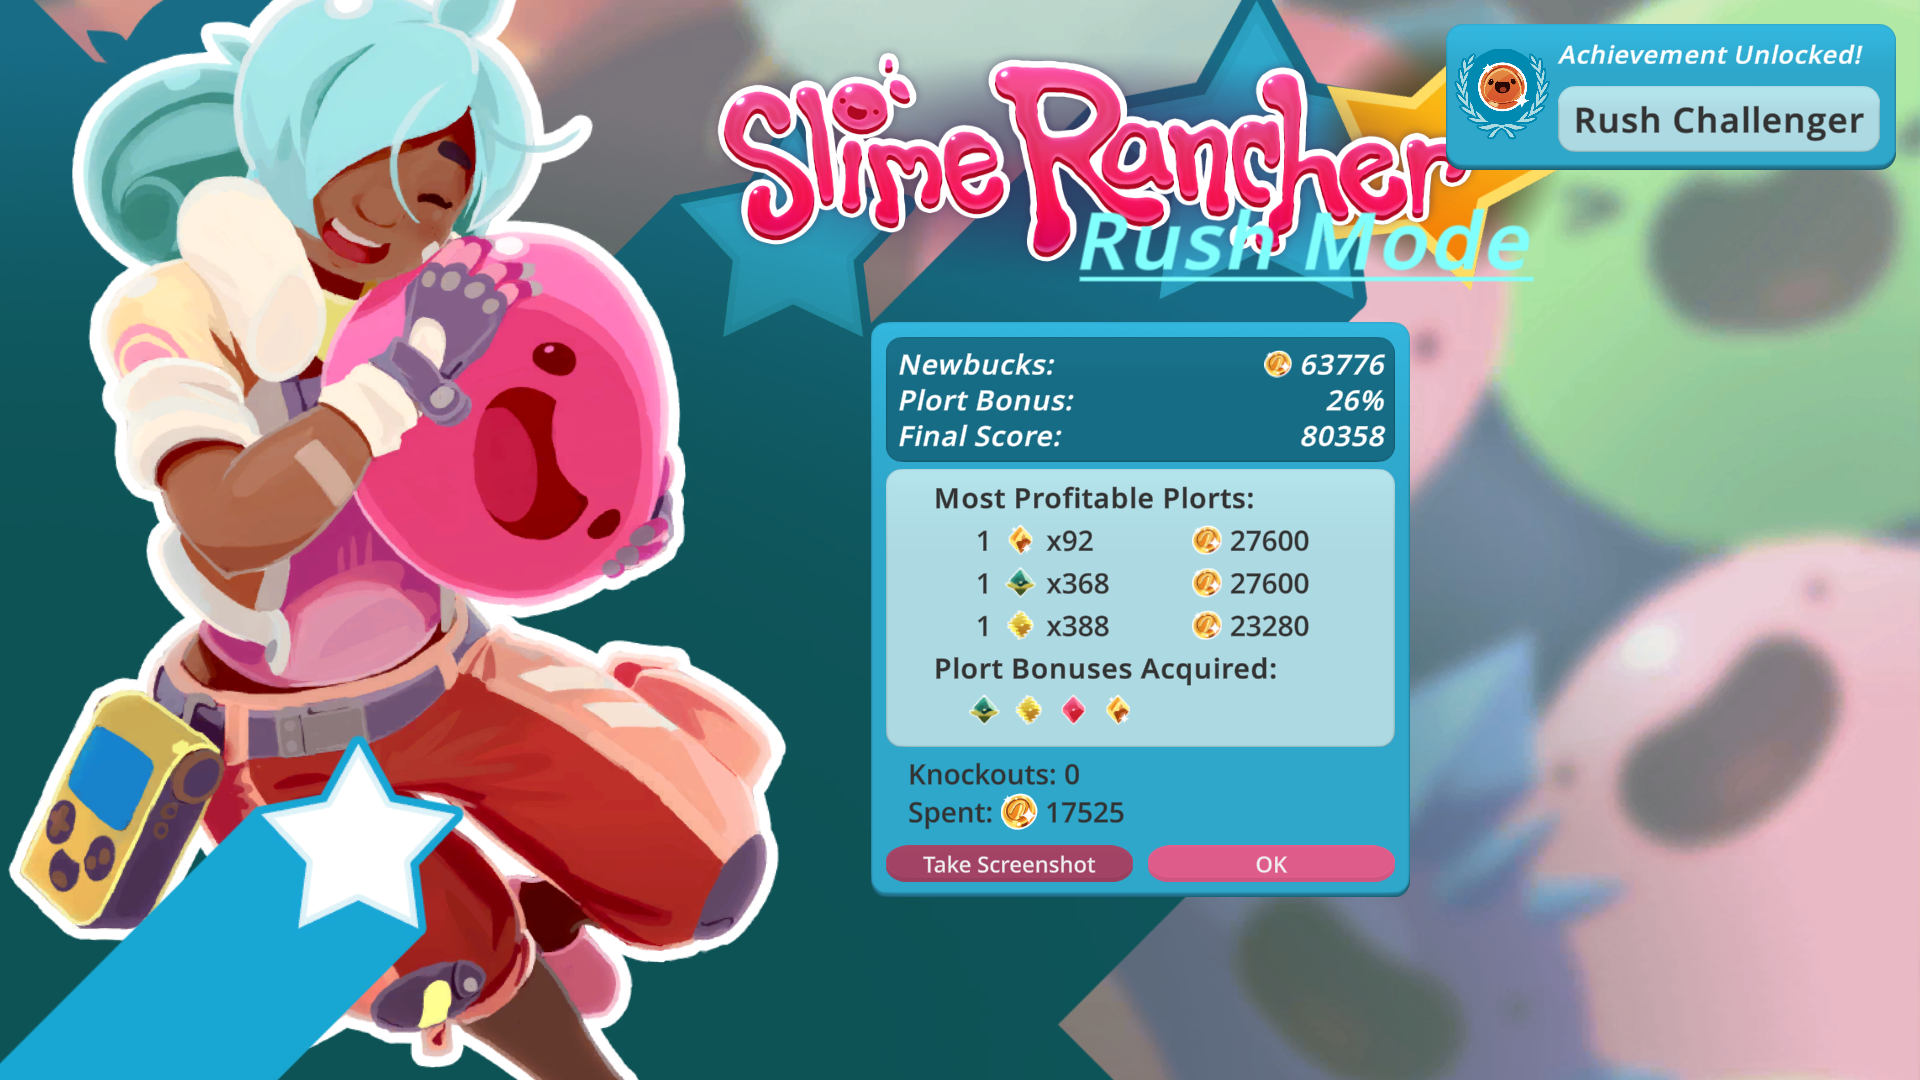 Slime Rancher
Rush Mode
Achievement Unlocked!
Rush Challenger
Newbucks: 63776
Plort Bonus: 26%
Final Score: 80358
Most Profitable Plorts:
1 x92 27600
1 x368 27600
1 x388 23280
Plort Bonuses Acquired:
Knockouts: 0
Spent: 17525
Take Screenshot OK